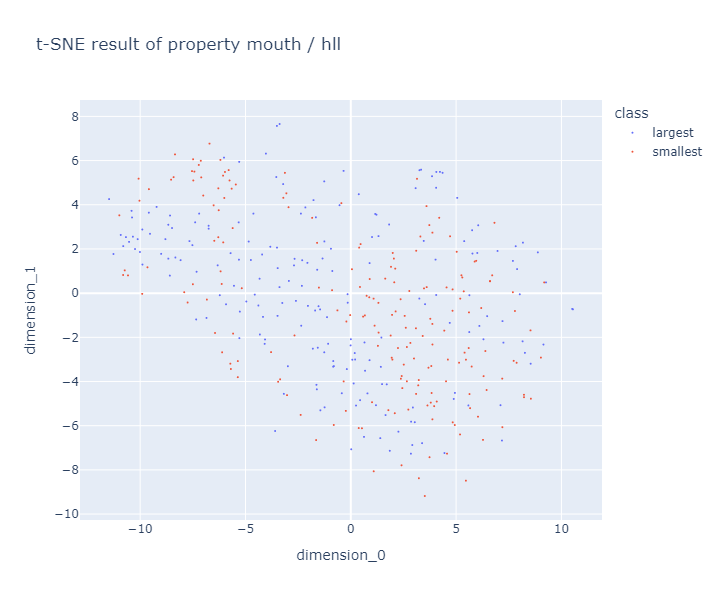 t-SNE result of property mouth / hll
class
largest
smallest
8
6
4
2
0
−2
−4
−6
−8
−10
dimension_1
−10
−5
0
5
10
dimension_0